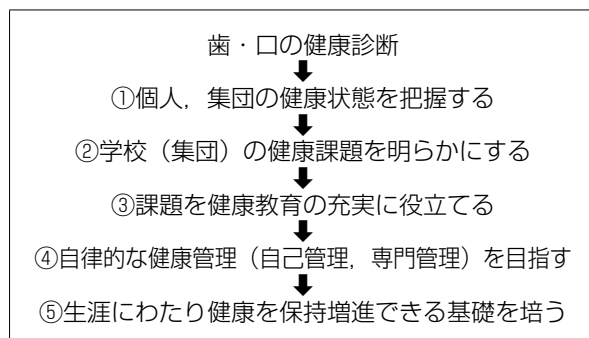 歯・口の健康診断
①個人，集団の健康状態を把握する
②学校（集団）の健康課題を明らかにする
③課題を健康教育の充実に役立てる
④自律的な健康管理（自己管理，専門管理）を目指す
⑤生涯にわたり健康を保持増進できる基礎を培う